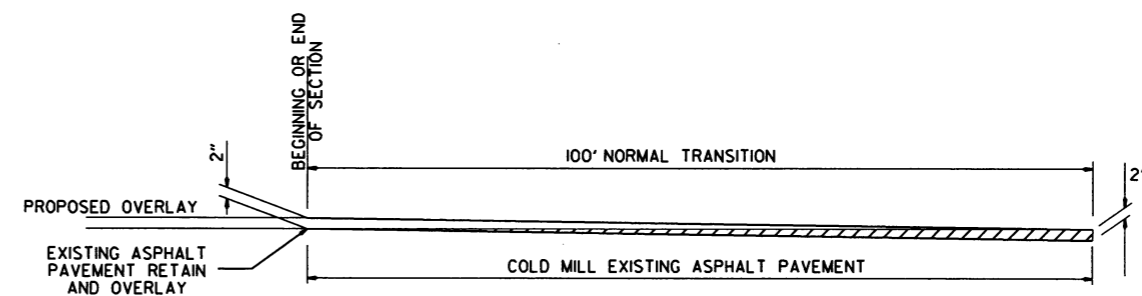 BEGINNING OR END
OF SECTION
2"
100' NORMAL TRANSITION
2"
PROPOSED OVERLAY
EXISTING ASPHALT
PAVEMENT RETAIN
AND OVERLAY
COLD MILL EXISTING ASPHALT PAVEMENT